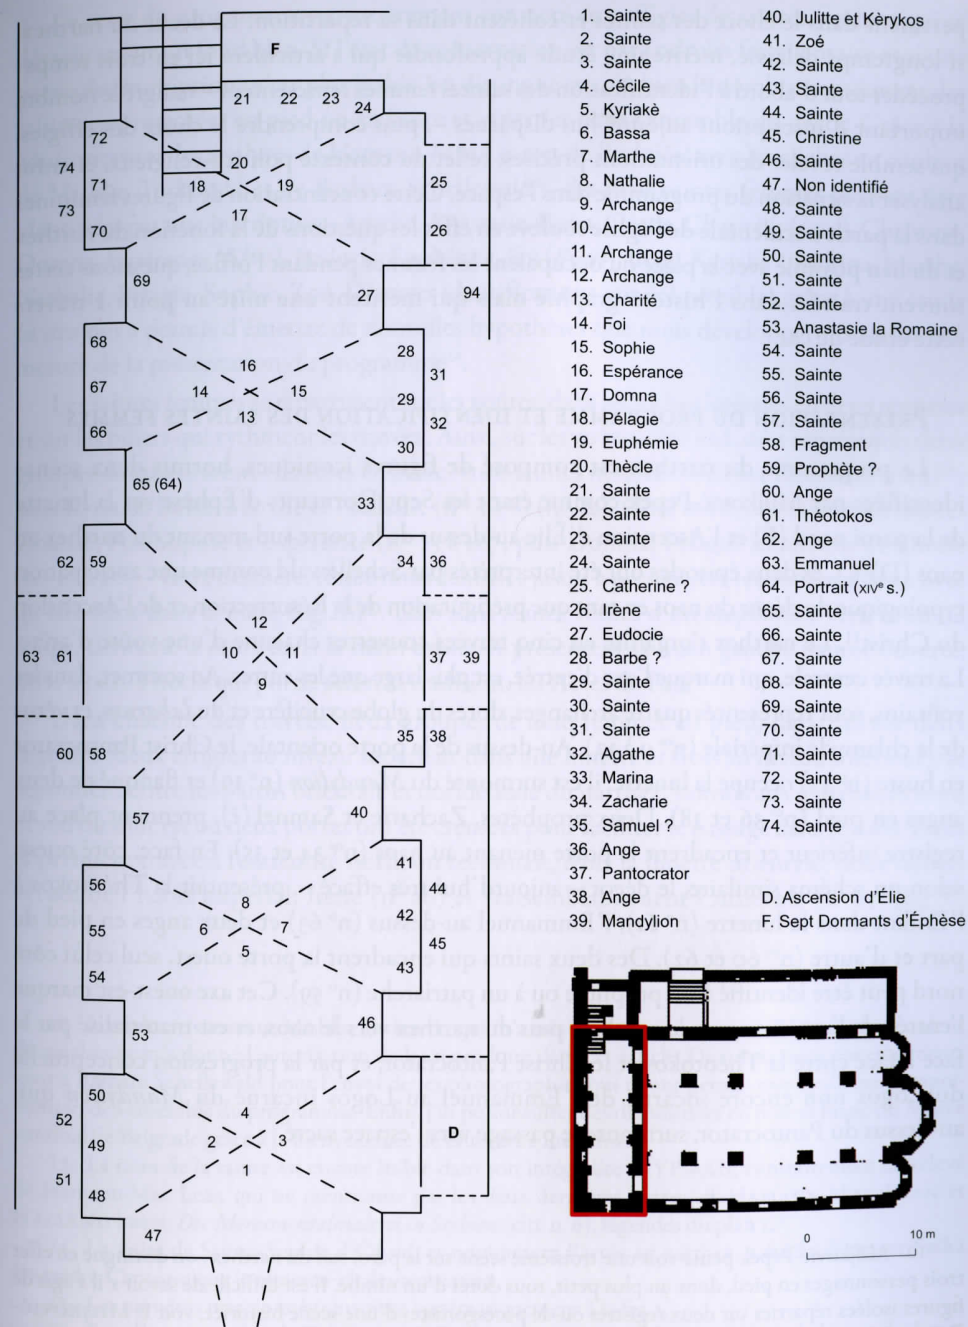 1. Sainte
2. Sainte
3. Sainte
4. Cécile
5. Kyriakè
6. Bassa
7. Marthe
8. Nathalie
9. Archange
10. Archange
11 Archange
12. Archange
13. Charité
14. Foi
15. Sophie
16. Espérance
17. Domna
18. Pélagie
19. Euphémie
20. Thècle
21. Sainte
22. Sainte
23. Sainte
24. Sainte
25. Catherine ?
26. Irène
27. Eudocie
28. Barbe ?
29. Sainte
30. Sainte
31. Sainte
32. Agathe
33. Marina
34. Zacharie
35. Samuel ?
36. Ange
37. Pantocrator
38. Ange
39. Mandylion
40. Julitte et Kèrykos
41. Zoé
42. Sainte
43. Sainte
44. Sainte
45. Christine
46. Sainte
47. Non identifié
48. Sainte
49. Sainte
50. Sainte
51. Sainte
52. Sainte
53. Anastasie la Romaine
54. Sainte
55. Sainte
56. Sainte
57. Sainte
58. Fragment
59. Prophète ?
60. Ange
61. Théotokos
62. Ange
63. Emmanuel
64. Portrait (XIVe s.)
65. Sainte
66. Sainte
67. Sainte
68. Sainte
69. Sainte
70. Sainte
71. Sainte
72. Sainte
73. Sainte
74. Sainte
D. Ascension d'Élie
F. Sept Dormants d'Éphèse
F
21 22 23 24
72
20
74
71 18 19 25
73
17
70 26
69 27 94
68
28
16 31
67 14 15 29
13 32
66
65 (64)
33
62 59 34 36
12
63 61 10 11 37 39
9
60 58 35 38
57 40
41
56 44
8 42
55 6
5 45
54 43
53 46
50
52 4 D
49 3
51
48
47
0 10 m